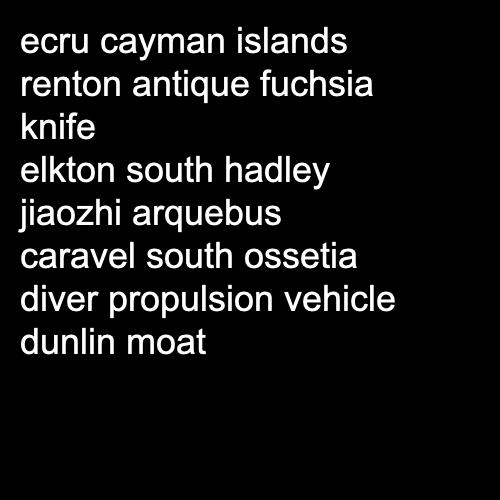 ecru cayman islands
renton antique fuchsia
knife
elkton south hadley
jiaozhi arquebus
caravel south ossetia
diver propulsion vehicle
dunlin moat